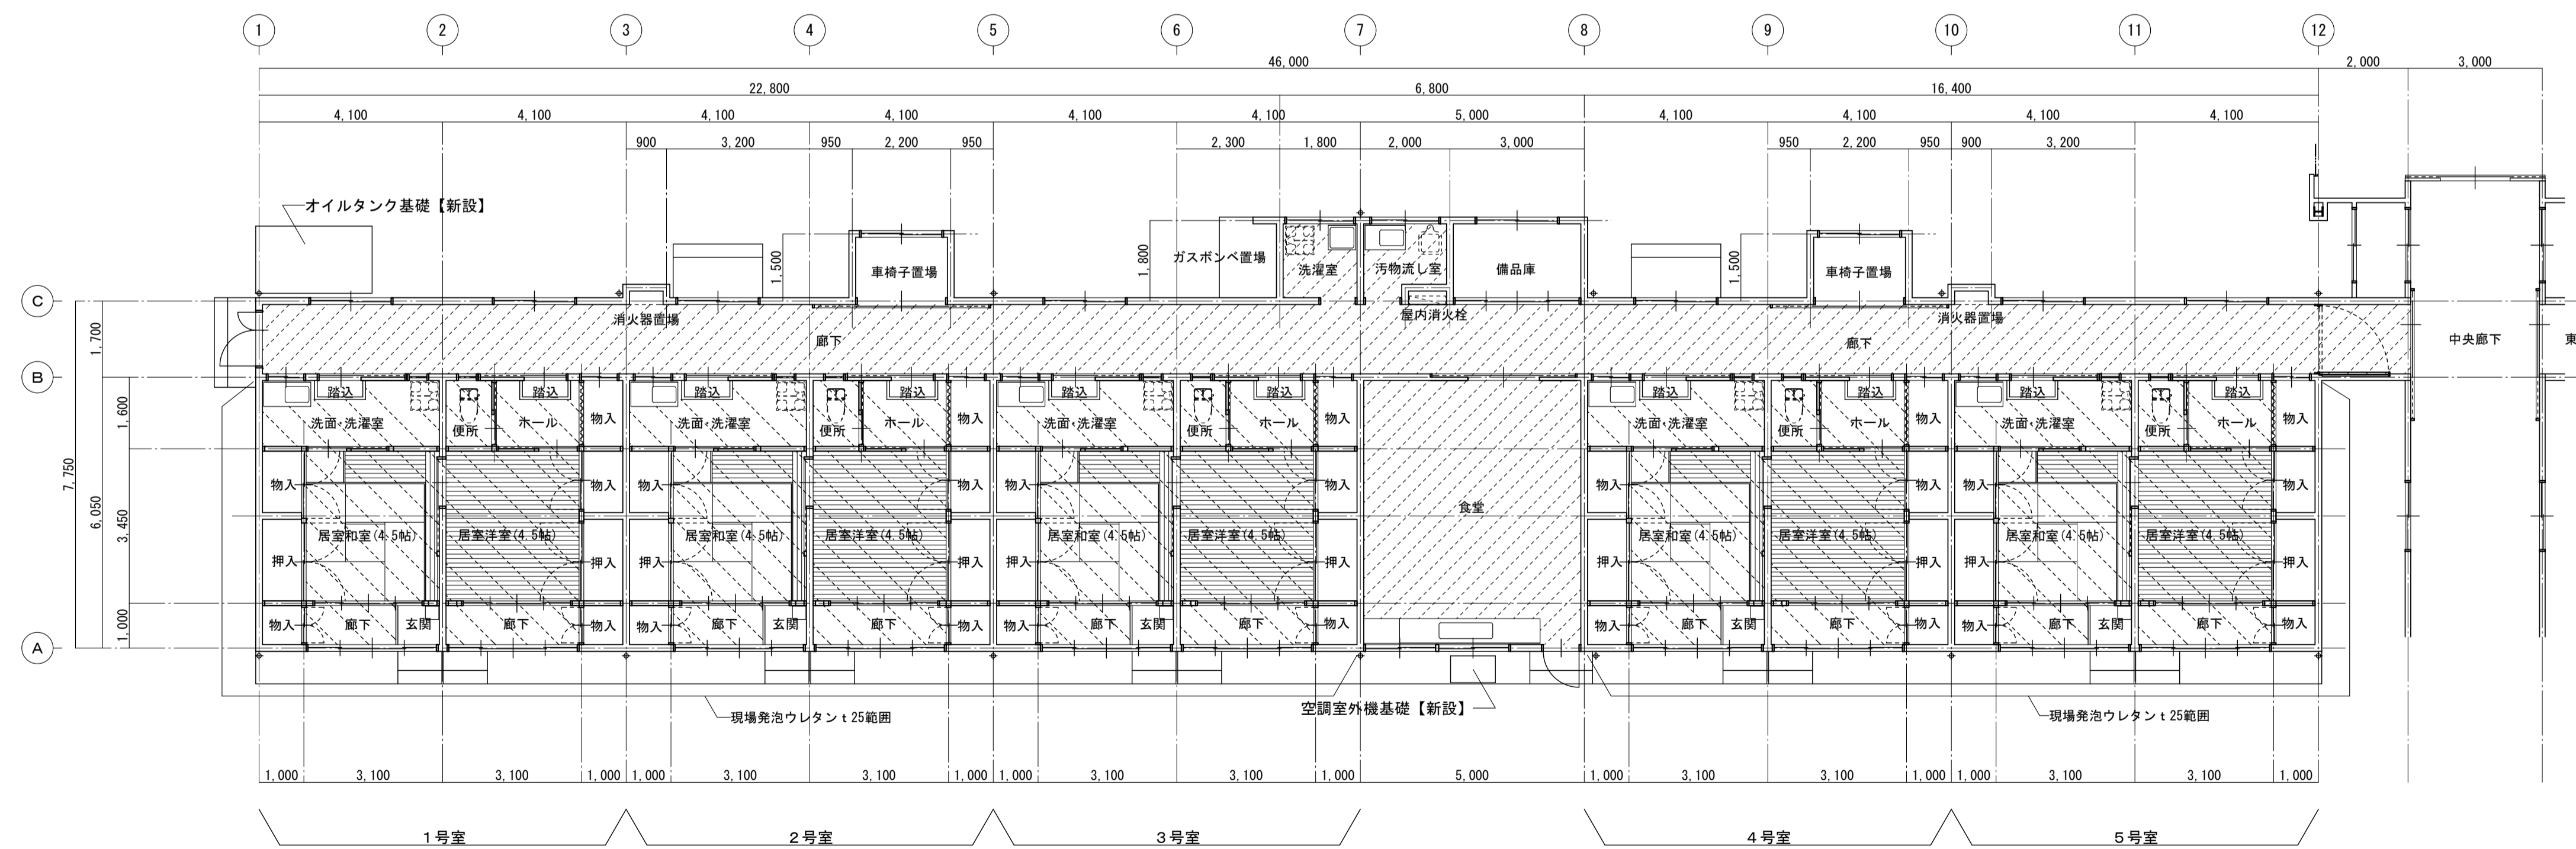 1 2 3 4 5 6 7 8 9 10 11 12
46,000 2,000 3,000
22,800 6,800 16,400
4,100 4,100 4,100 4,100 4,100 4,100 5,000 4,100 4,100 4,100 4,100
900 3,200 950 2,200 950 2,300 1,800 2,000 3,000 950 2,200 950 900 3,200
オイルタンク基礎【新設】
1,500 車椅子置場 1,800 ガスボンベ置場 洗濯室 汚物流し室 備品庫 1,500 車椅子置場
C
消火器置場 屋内消火栓 消火器置場
1,700 廊下 廊下 中央廊下 東
B
踏込 踏込 踏込 踏込 踏込 踏込 踏込 踏込 踏込 踏込
1,600 洗面・洗濯室 便所 ホール 物入 洗面・洗濯室 便所 ホール 物入 洗面・洗濯室 便所 ホール 物入 洗面・洗濯室 便所 ホール 物入 洗面・洗濯室 便所 ホール 物入
7,750 6,050 3,450
物入 物入 物入 物入 物入 物入 物入 物入 物入 物入
食堂
居室和室(4.5帖) 居室洋室(4.5帖) 居室和室(4.5帖) 居室洋室(4.5帖) 居室和室(4.5帖) 居室洋室(4.5帖) 居室和室(4.5帖) 居室洋室(4.5帖) 居室和室(4.5帖) 居室洋室(4.5帖)
押入 押入 押入 押入 押入 押入 押入 押入 押入 押入
1,000 物入 廊下 玄関 廊下 物入 物入 廊下 玄関 廊下 物入 物入 廊下 玄関 廊下 物入 物入 廊下 玄関 廊下 物入 物入 廊下 玄関 廊下 物入
A
現場発泡ウレタンｔ25範囲 空調室外機基礎【新設】 現場発泡ウレタンｔ25範囲
1,000 3,100 3,100 1,000 1,000 3,100 3,100 1,000 1,000 3,100 3,100 1,000 5,000 1,000 3,100 3,100 1,000 1,000 3,100 3,100 1,000
１号室 ２号室 ３号室 ４号室 ５号室